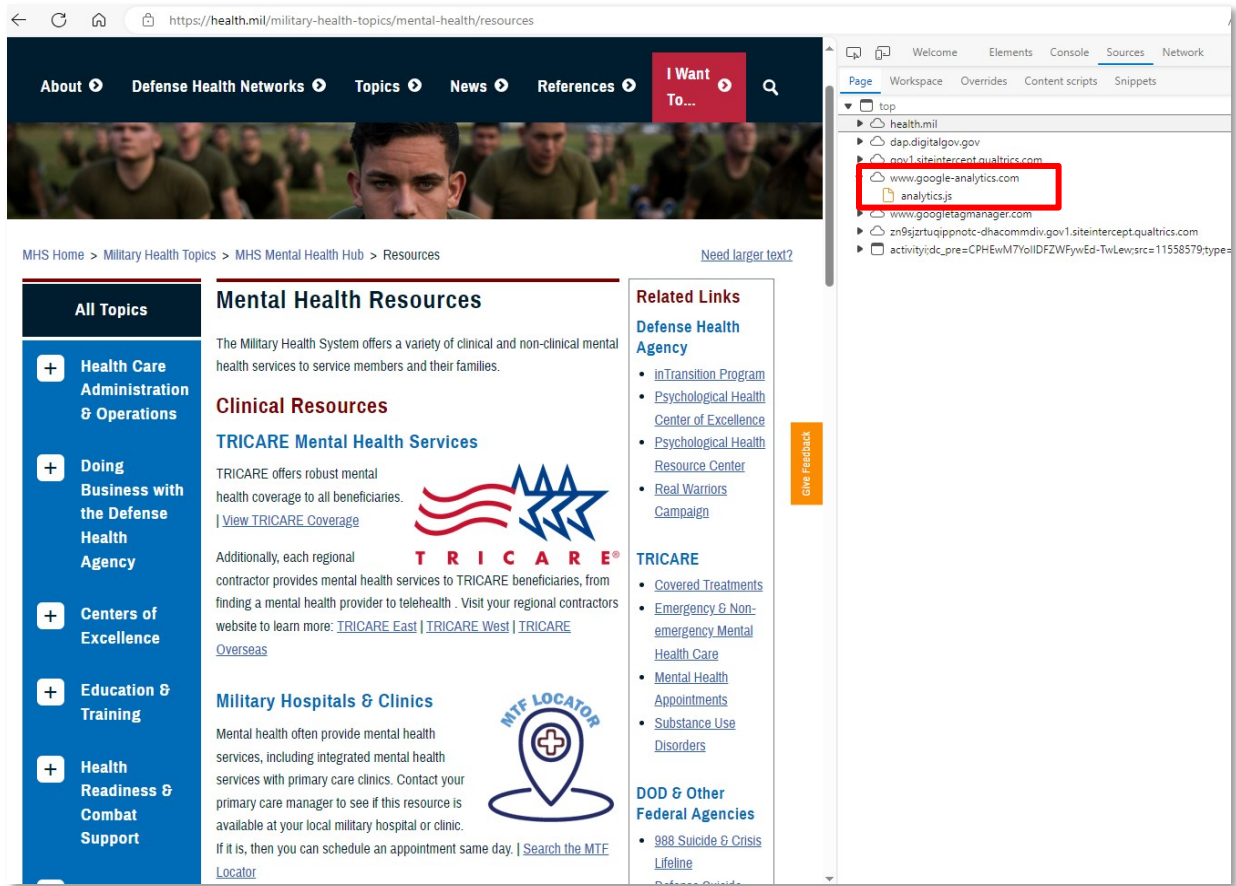 https://health.mil/military-health-topics/mental-health/resources
About
Defense Health Networks
Topics
News
References
I Want
To...
MHS Home > Military Health Topics > MHS Mental Health Hub > Resources
Need larger text?
All Topics
Health Care
Administration
& Operations
Doing
Business with
the Defense
Health
Agency
Centers of
Excellence
Education &
Training
Health
Readiness &
Combat
Support
Mental Health Resources
The Military Health System offers a variety of clinical and non-clinical mental
health services to service members and their families.
Clinical Resources
TRICARE Mental Health Services
TRICARE offers robust mental
health coverage to all beneficiaries.
| View TRICARE Coverage
TRICARE®
Additionally, each regional
contractor provides mental health services to TRICARE beneficiaries, from
finding a mental health provider to telehealth . Visit your regional contractors
website to learn more: TRICARE East | TRICARE West | TRICARE
Overseas
Military Hospitals & Clinics
MTF LOCATOR
Mental health often provide mental health
services, including integrated mental health
services with primary care clinics. Contact your
primary care manager to see if this resource is
available at your local military hospital or clinic.
If it is, then you can schedule an appointment same day. | Search the MTF
Locator
Related Links
Defense Health
Agency
inTransition Program
Psychological Health
Center of Excellence
Psychological Health
Resource Center
Real Warriors
Campaign
TRICARE
Covered Treatments
Emergency & Non-
emergency Mental
Health Care
Mental Health
Appointments
Substance Use
Disorders
DOD & Other
Federal Agencies
988 Suicide & Crisis
Lifeline
Defense Suicide
Give Feedback
Welcome Elements Console Sources Network
Page Workspace Overrides Content scripts Snippets
top
health.mil
dap.digitalgov.gov
gov1.siteintercept.qualtrics.com
www.google-analytics.com
analytics.js
www.googletagmanager.com
zn9sjzrtuqippnotc-dhacommdiv.gov1.siteintercept.qualtrics.com